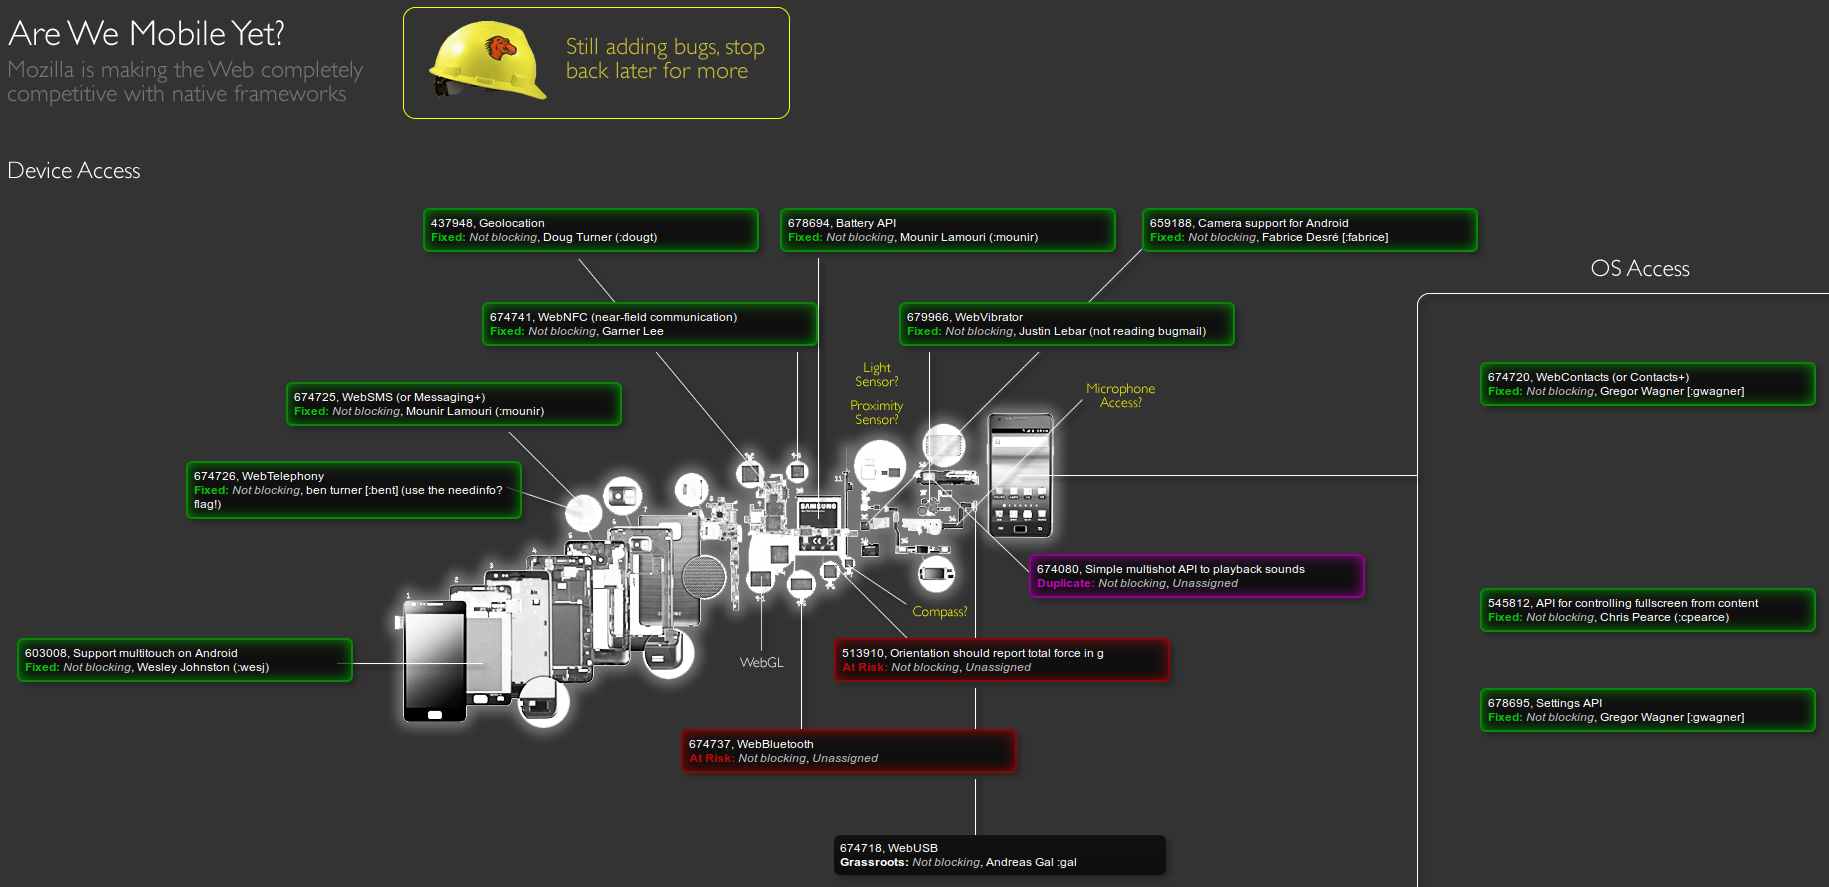 Are We Mobile Yet?
Mozilla is making the Web completely
competitive with native frameworks
Still adding bugs, stop
back later for more
Device Access
437948, Geolocation
Fixed: Not blocking, Doug Turner (:dougt)
678694, Battery API
Fixed: Not blocking, Mounir Lamouri (:mounir)
659188, Camera support for Android
Fixed: Not blocking, Fabrice Desré [:fabrice]
OS Access
674741, WebNFC (near-field communication)
Fixed: Not blocking, Garner Lee
679966, WebVibrator
Fixed: Not blocking, Justin Lebar (not reading bugmail)
Light
Sensor?
Proximity
Sensor?
Microphone
Access?
674720, WebContacts (or Contacts+)
Fixed: Not blocking, Gregor Wagner [:gwagner]
674725, WebSMS (or Messaging+)
Fixed: Not blocking, Mounir Lamouri (:mounir)
674726, WebTelephony
Fixed: Not blocking, ben turner [:bent] (use the needinfo?
flag!)
SAMSUNG
674080, Simple multishot API to playback sounds
Duplicate: Not blocking, Unassigned
Compass?
545812, API for controlling fullscreen from content
Fixed: Not blocking, Chris Pearce (:cpearce)
603008, Support multitouch on Android
Fixed: Not blocking, Wesley Johnston (:wesj)
WebGL
513910, Orientation should report total force in g
At Risk: Not blocking, Unassigned
678695, Settings API
Fixed: Not blocking, Gregor Wagner [:gwagner]
674737, WebBluetooth
At Risk: Not blocking, Unassigned
674718, WebUSB
Grassroots: Not blocking, Andreas Gal :gal